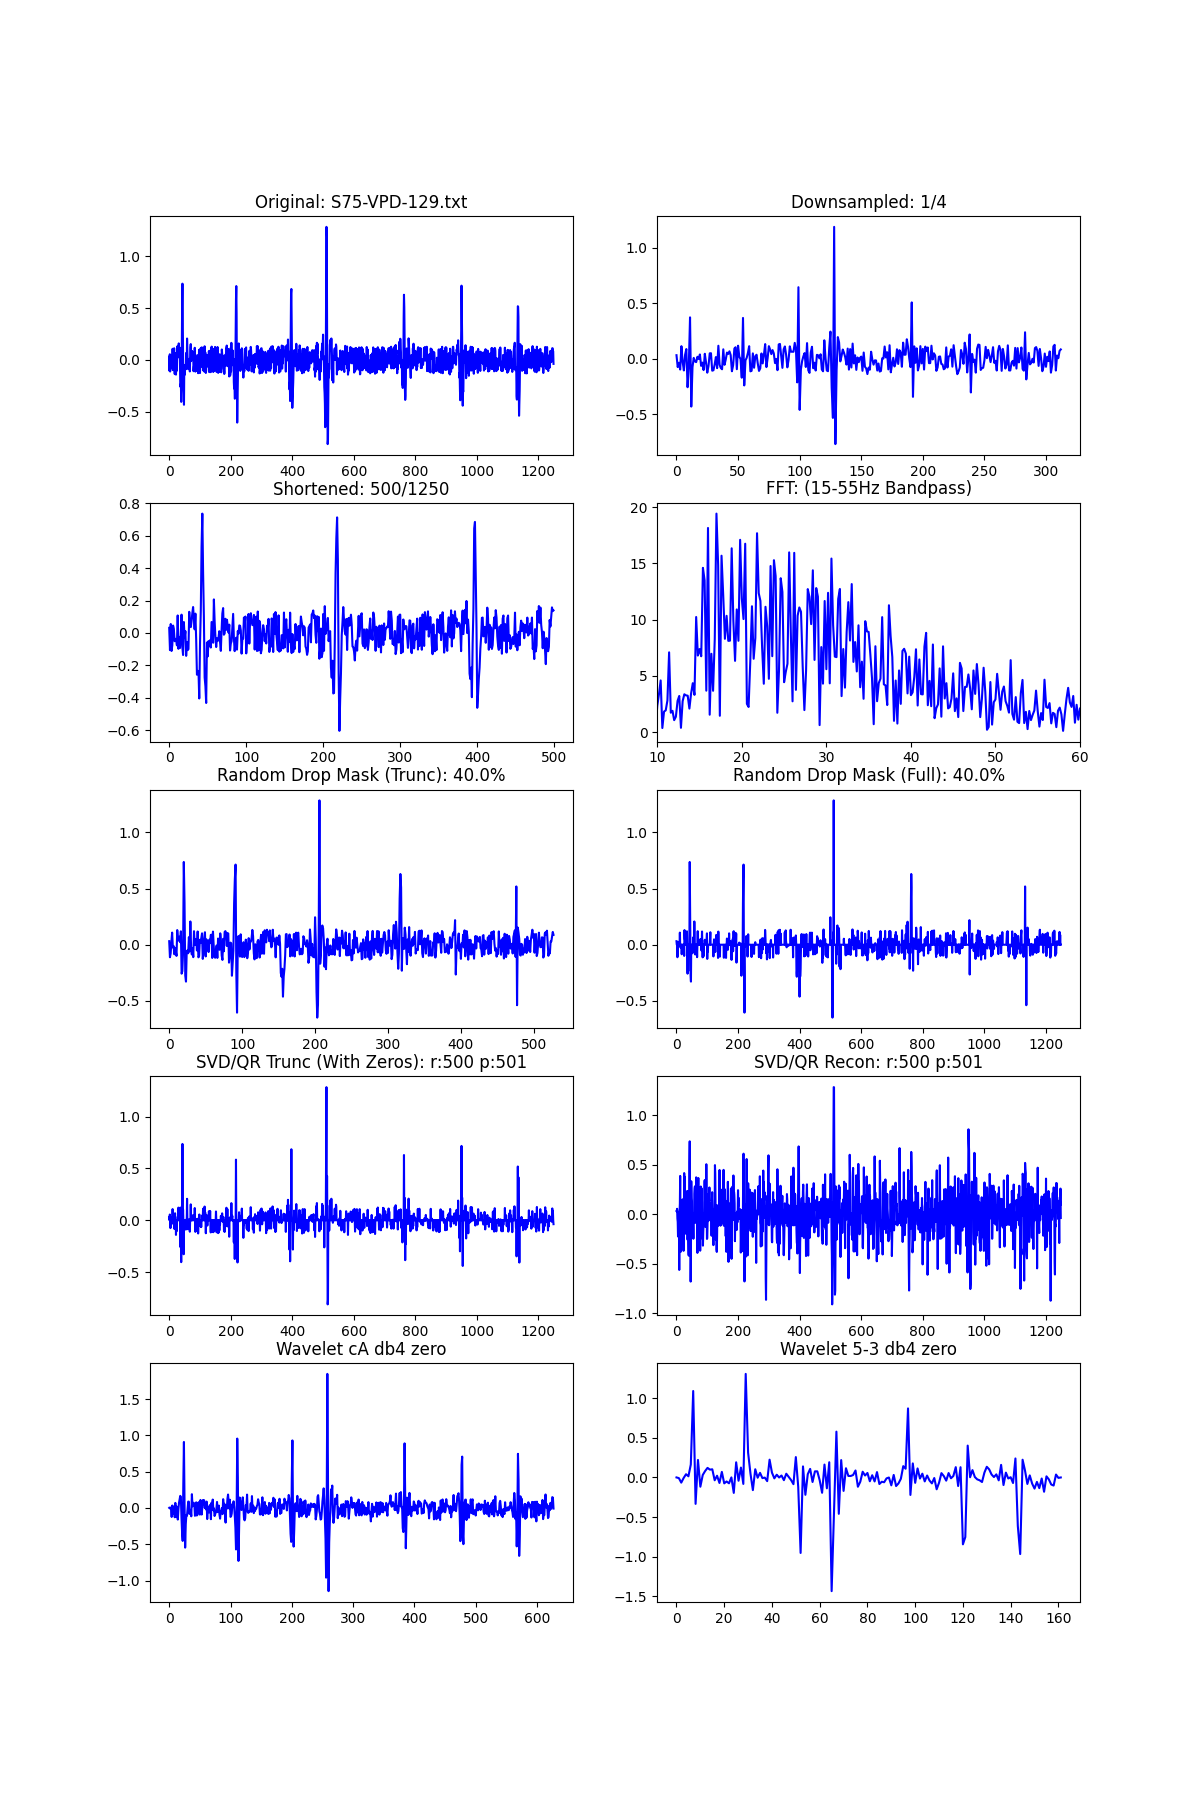 Original: S75-VPD-129.txt
Downsampled: 1/4
1.0
0.5
0.0
−0.5
0 200 400 600 800 1000 1200
1.0
0.5
0.0
−0.5
0 50 100 150 200 250 300
Shortened: 500/1250
FFT: (15-55Hz Bandpass)
0.8
0.6
0.4
0.2
0.0
−0.2
−0.4
−0.6
0 100 200 300 400 500
20
15
10
5
0
10 20 30 40 50 60
Random Drop Mask (Trunc): 40.0%
Random Drop Mask (Full): 40.0%
1.0
0.5
0.0
−0.5
0 100 200 300 400 500
1.0
0.5
0.0
−0.5
0 200 400 600 800 1000 1200
SVD/QR Trunc (With Zeros): r:500 p:501
SVD/QR Recon: r:500 p:501
1.0
0.5
0.0
−0.5
0 200 400 600 800 1000 1200
1.0
0.5
0.0
−0.5
−1.0
0 200 400 600 800 1000 1200
Wavelet cA db4 zero
Wavelet 5-3 db4 zero
1.5
1.0
0.5
0.0
−0.5
−1.0
0 100 200 300 400 500 600
1.0
0.5
0.0
−0.5
−1.0
−1.5
0 20 40 60 80 100 120 140 160